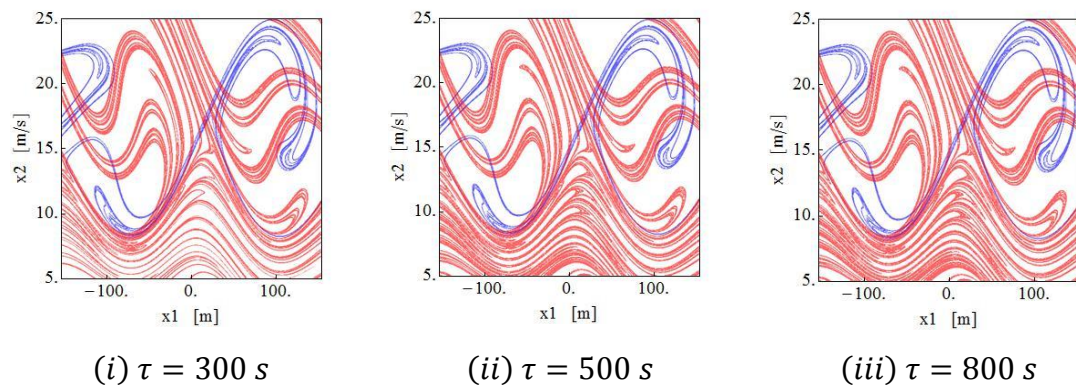 25.
20.
15.
10.
5.
x2 [m/s]
−100. 0. 100.
x1 [m]
(i) τ = 300 s
25.
20.
15.
10.
5.
x2 [m/s]
−100. 0. 100.
x1 [m]
(ii) τ = 500 s
25.
20.
15.
10.
5.
x2 [m/s]
−100. 0. 100.
x1 [m]
(iii) τ = 800 s